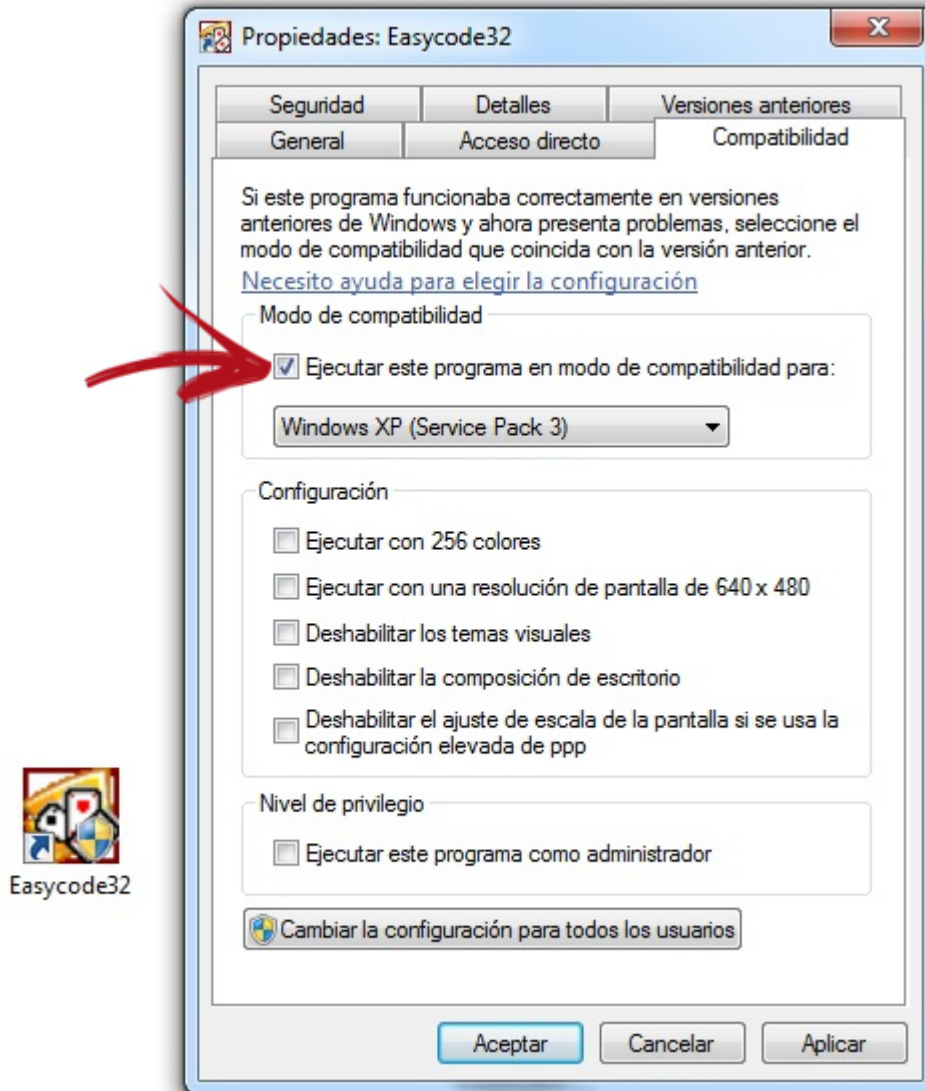 Propiedades: Easycode32
Seguridad
Detalles
Versiones anteriores
General
Acceso directo
Compatibilidad
Si este programa funcionaba correctamente en versiones
anteriores de Windows y ahora presenta problemas, seleccione el
modo de compatibilidad que coincida con la versión anterior.
Necesito ayuda para elegir la configuración
Modo de compatibilidad
Ejecutar este programa en modo de compatibilidad para:
Windows XP (Service Pack 3)
Configuración
Ejecutar con 256 colores
Ejecutar con una resolución de pantalla de 640 x 480
Deshabilitar los temas visuales
Deshabilitar la composición de escritorio
Deshabilitar el ajuste de escala de la pantalla si se usa la
configuración elevada de ppp
Nivel de privilegio
Ejecutar este programa como administrador
Easycode32
Cambiar la configuración para todos los usuarios
Aceptar
Cancelar
Aplicar